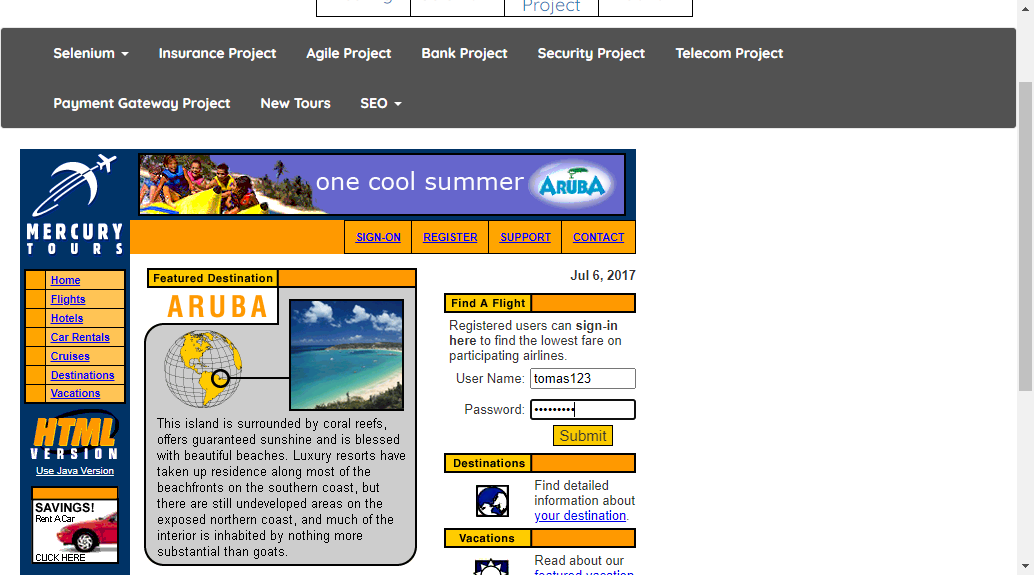 Project
Selenium Insurance Project Agile Project Bank Project Security Project Telecom Project
Payment Gateway Project New Tours SEO
one cool summer ARUBA
MERCURY
TOURS
SIGN-ON REGISTER SUPPORT CONTACT
Jul 6, 2017
Home
Flights
Hotels
Car Rentals
Cruises
Destinations
Vacations
HTML
VERSION
Use Java Version
SAVINGS!
Rent A Car
CLICK HERE
Featured Destination
ARUBA
This island is surrounded by coral reefs,
offers guaranteed sunshine and is blessed
with beautiful beaches. Luxury resorts have
taken up residence along most of the
beachfronts on the southern coast, but
there are still undeveloped areas on the
exposed northern coast, and much of the
interior is inhabited by nothing more
substantial than goats.
Find A Flight
Registered users can sign-in
here to find the lowest fare on
participating airlines.
User Name: tomas123
Password: •••••••••
Submit
Destinations
Find detailed
information about
your destination.
Vacations
Read about our
featured vacation